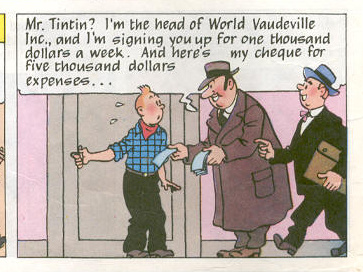 Mr. Tintin? I'm the head of World Vaudeville
Inc., and I'm signing you up for one thousand
dollars a week. And here's my cheque for
five thousand dollars
expenses...